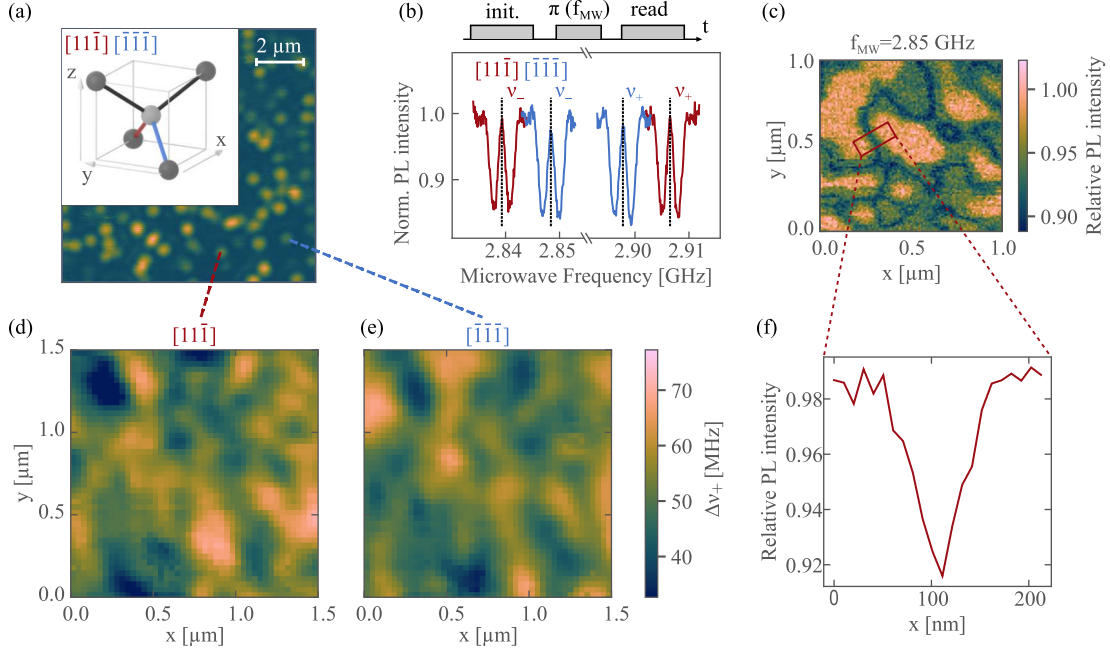 (a)
[111̄] [1̄1̄1̄]
2 µm
z
x
y
(b)
init. π (fMW) read t
[111̄] [1̄1̄1̄]
ν− ν− ν+ ν+
Norm. PL intensity
1.0
0.9
2.84 2.85 2.90 2.91
Microwave Frequency [GHz]
(c)
fMW=2.85 GHz
y [µm]
1.0
0.5
0.0
0.0 0.5 1.0
x [µm]
1.00
0.95
0.90
Relative PL intensity
(d)
[111̄]
y [µm]
1.5
1.0
0.5
0.0
0.0 0.5 1.0 1.5
x [µm]
(e)
[1̄1̄1̄]
0.0 0.5 1.0 1.5
x [µm]
70
60
50
40
Δν+ [MHz]
(f)
Relative PL intensity
0.98
0.96
0.94
0.92
0 100 200
x [nm]